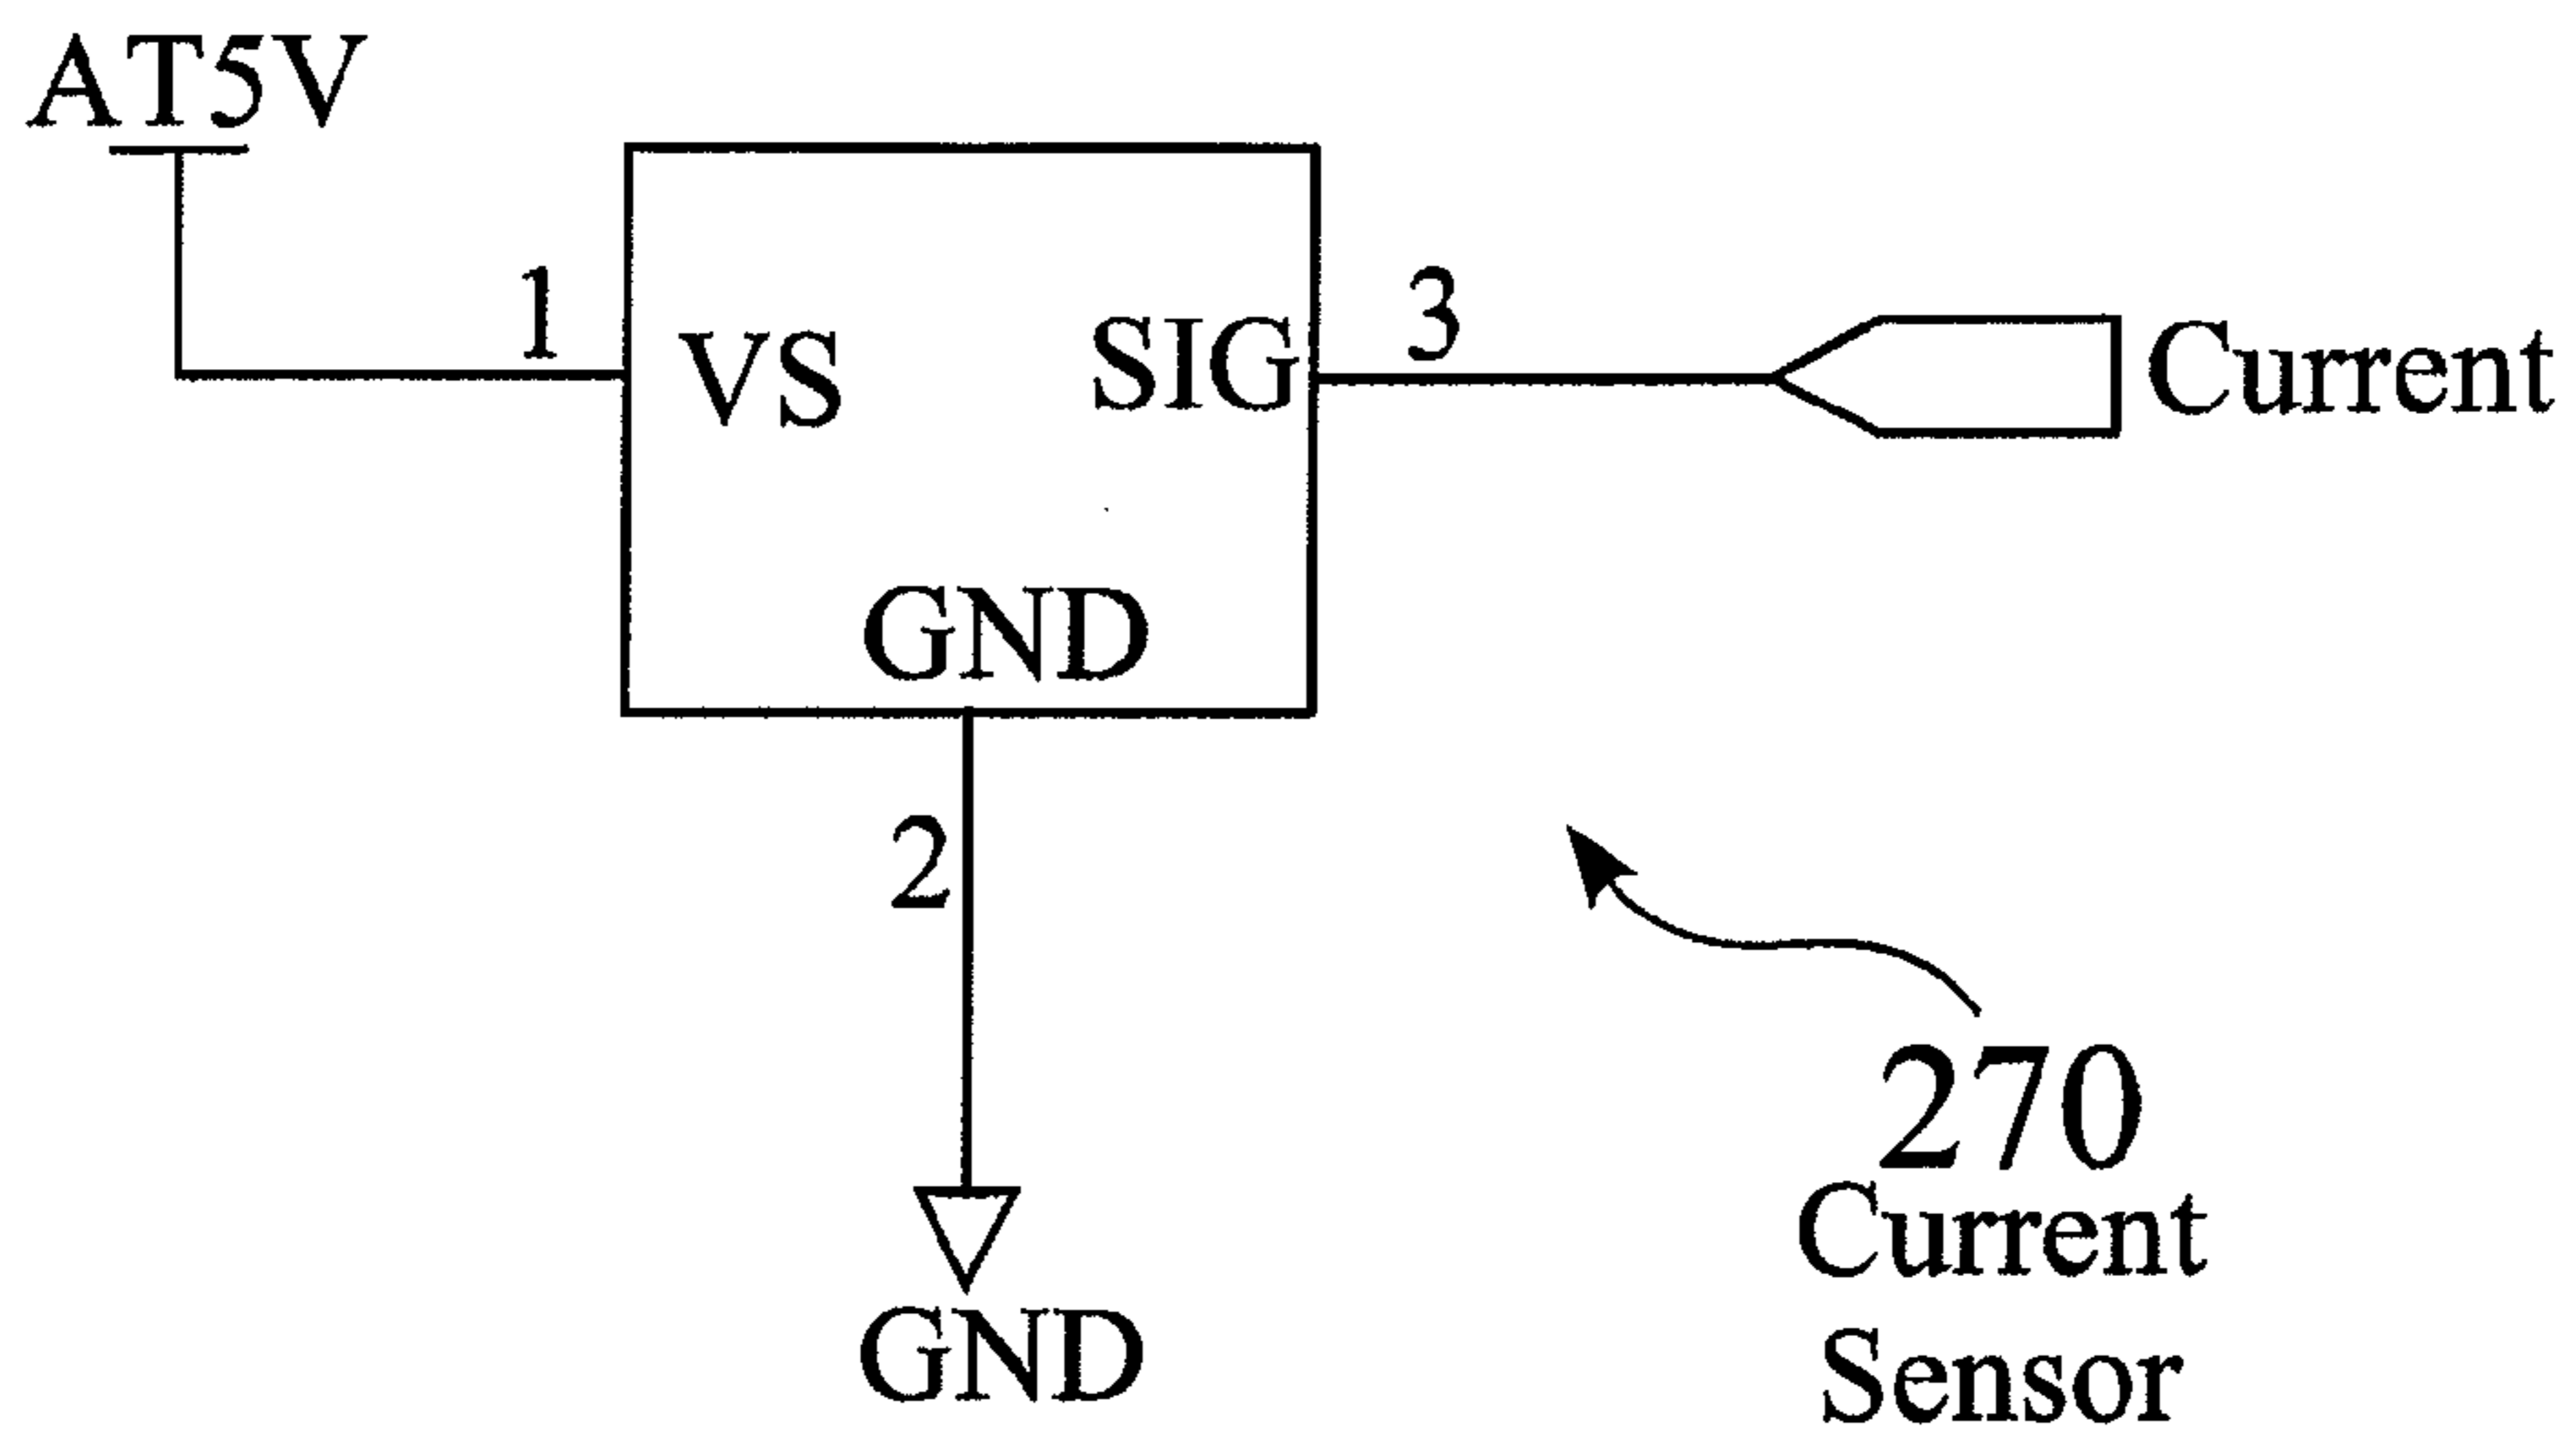 AT5V
1
VS
SIG
3
Current
GND
2
GND
270
Current
Sensor